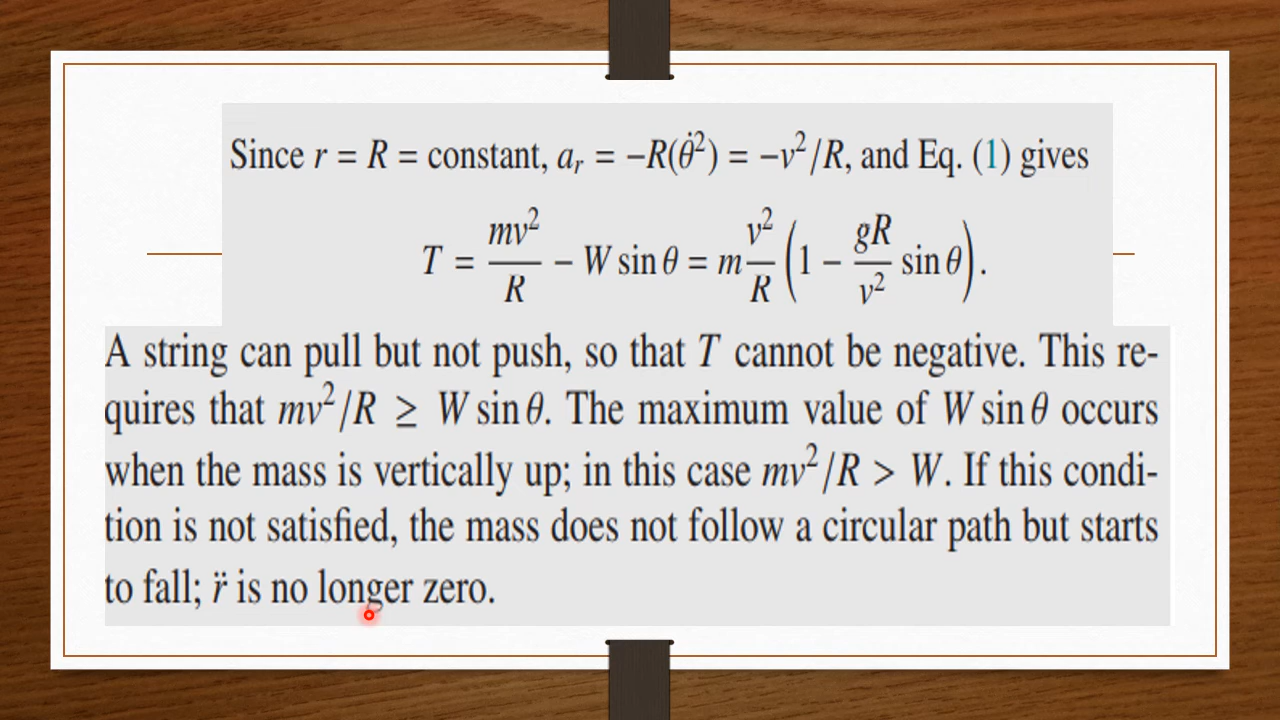 Since r = R = constant, aᵣ = −R(θ̇²) = −v²/R, and Eq. (1) gives
T = mv²/R − W sin θ = m v²/R (1 − gR/v² sin θ).
A string can pull but not push, so that T cannot be negative. This re-
quires that mv²/R ≥ W sin θ. The maximum value of W sin θ occurs
when the mass is vertically up; in this case mv²/R > W. If this condi-
tion is not satisfied, the mass does not follow a circular path but starts
to fall; r̈ is no longer zero.